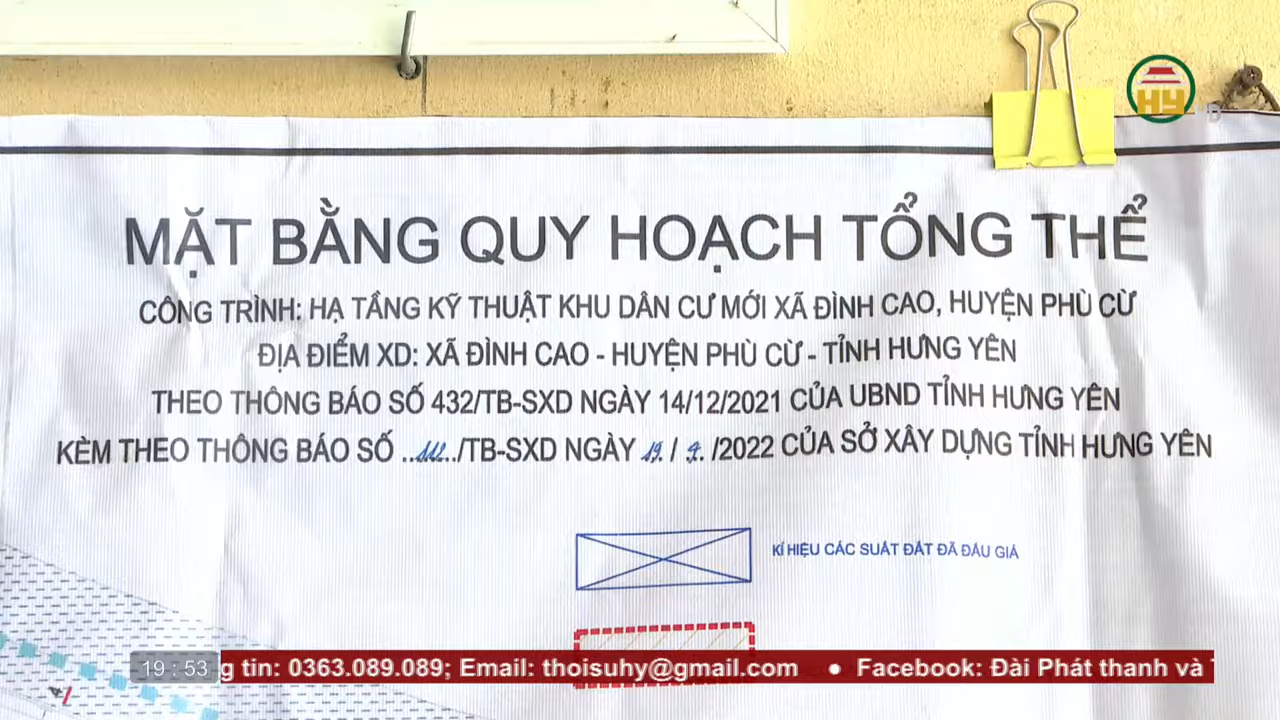 HY
MẶT BẰNG QUY HOẠCH TỔNG THỂ
CÔNG TRÌNH: HẠ TẦNG KỸ THUẬT KHU DÂN CƯ MỚI XÃ ĐÌNH CAO, HUYỆN PHÙ CỪ
ĐỊA ĐIỂM XD: XÃ ĐÌNH CAO - HUYỆN PHÙ CỪ - TỈNH HƯNG YÊN
THEO THÔNG BÁO SỐ 432/TB-SXD NGÀY 14/12/2021 CỦA UBND TỈNH HƯNG YÊN
KÈM THEO THÔNG BÁO SỐ ...../TB-SXD NGÀY 19. / 9. /2022 CỦA SỞ XÂY DỰNG TỈNH HƯNG YÊN
KÍ HIỆU CÁC SUẤT ĐẤT ĐÃ ĐẤU GIÁ
19 : 53 g tin: 0363.089.089; Email: thoisuhy@gmail.com ● Facebook: Đài Phát thanh và